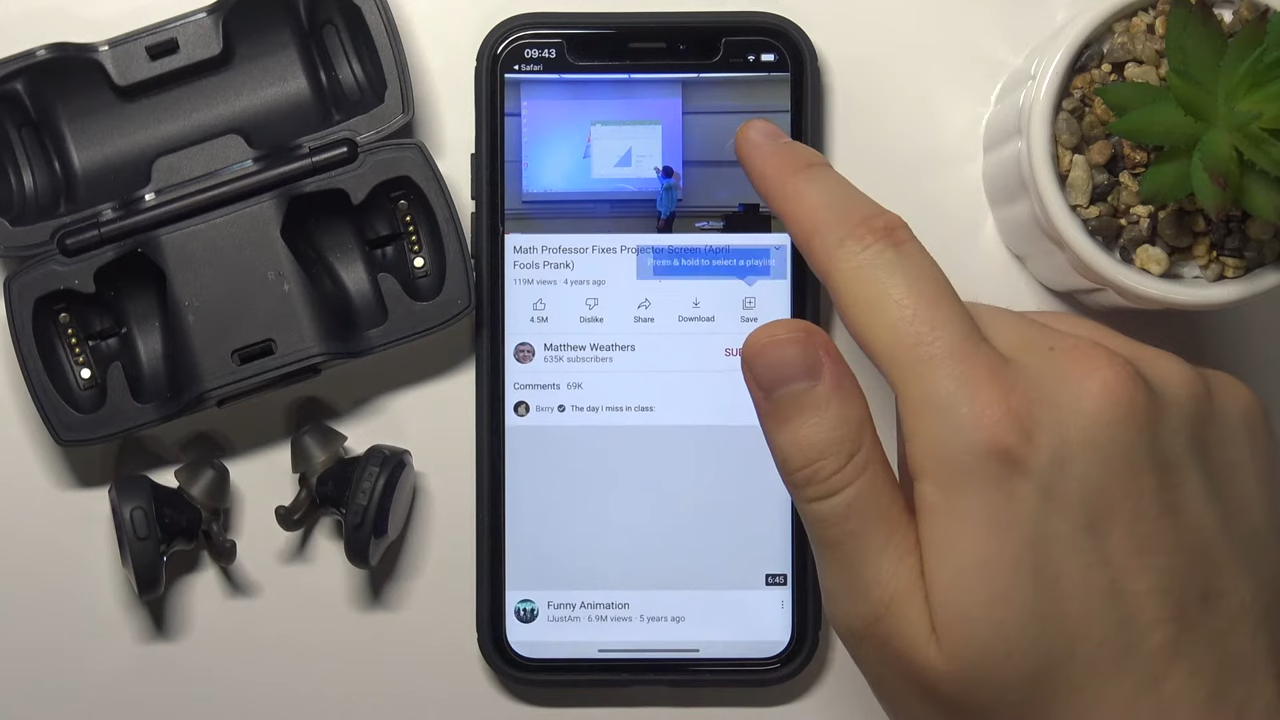 09:43
Safari
Math Professor Fixes Projector Screen (April
Fools Prank)
Press & hold to select a playlist
119M views · 4 years ago
4.5M
Dislike
Share
Download
Save
Matthew Weathers
635K subscribers
SUB
Comments 69K
Bxrry
The day I miss in class:
6:45
Funny Animation
IJustAm · 6.9M views · 5 years ago